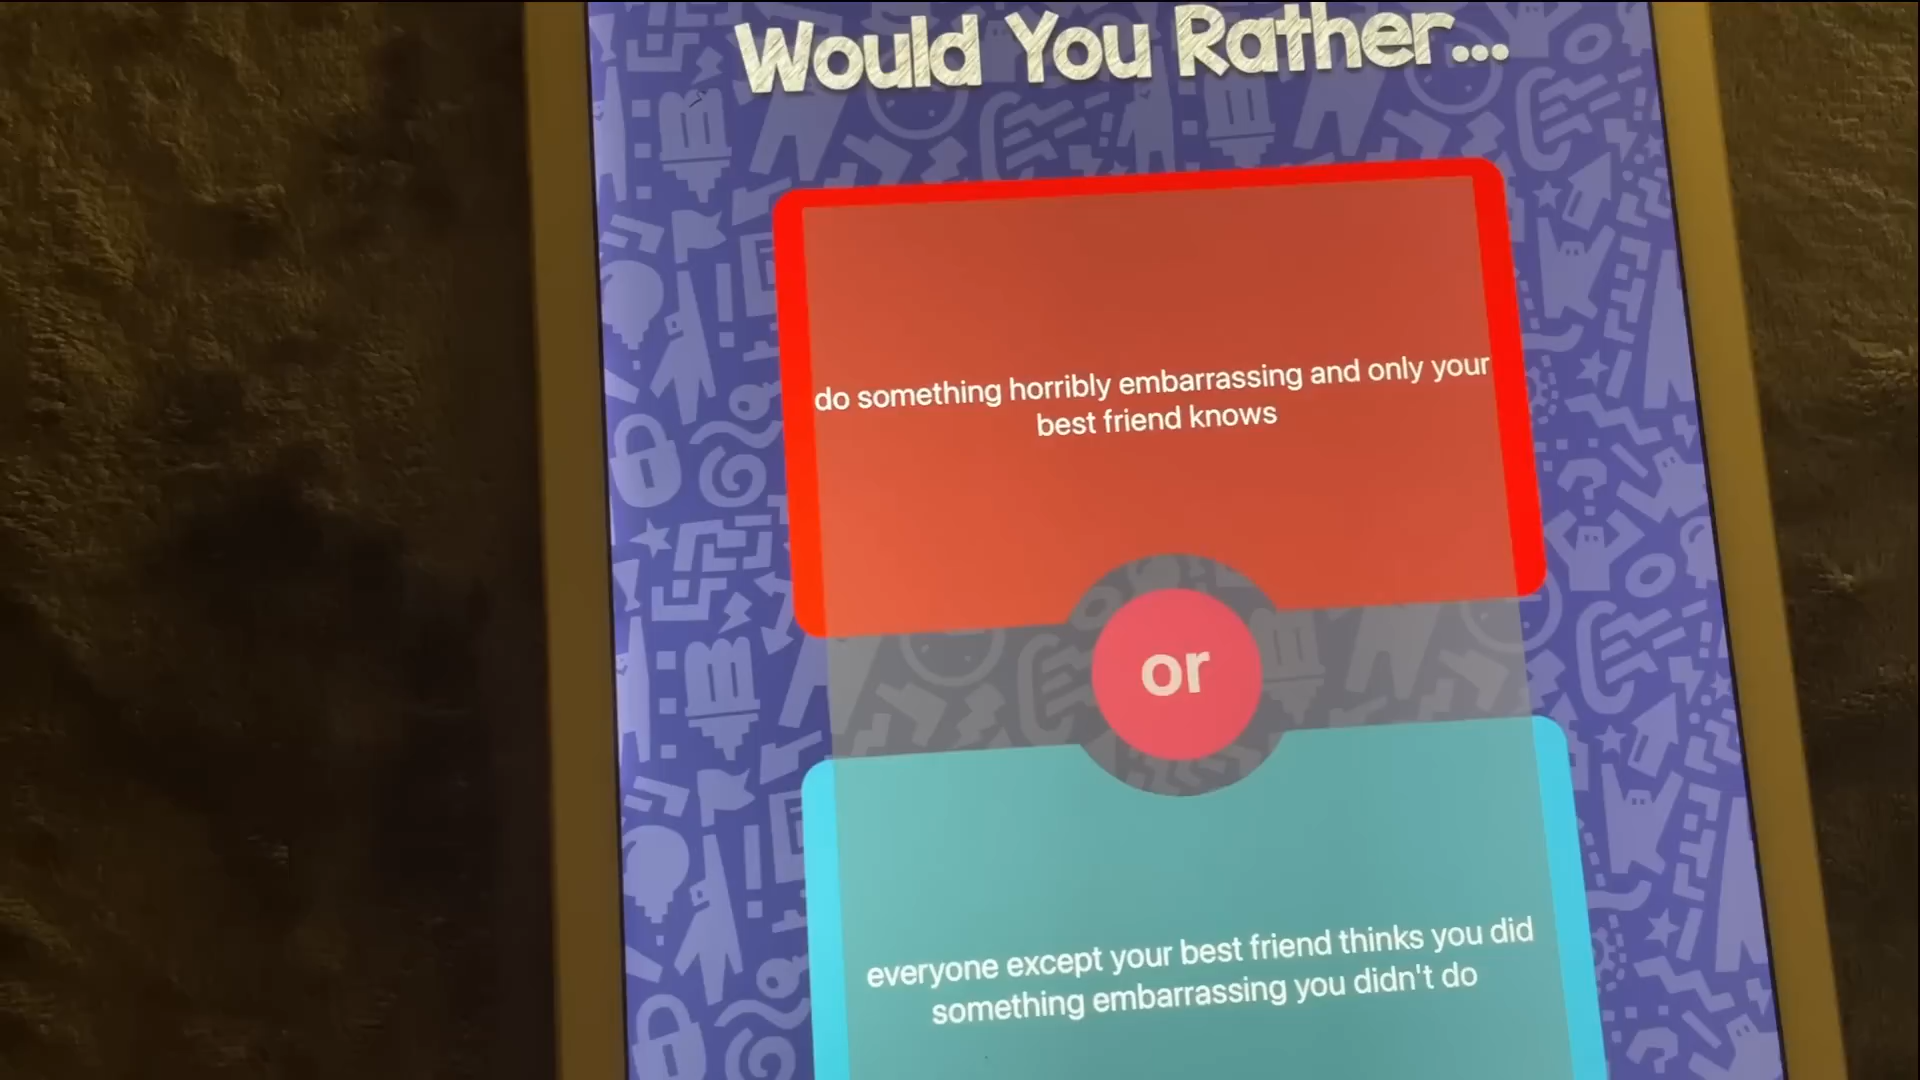 Would You Rather...
do something horribly embarrassing and only your
best friend knows
or
everyone except your best friend thinks you did
something embarrassing you didn't do